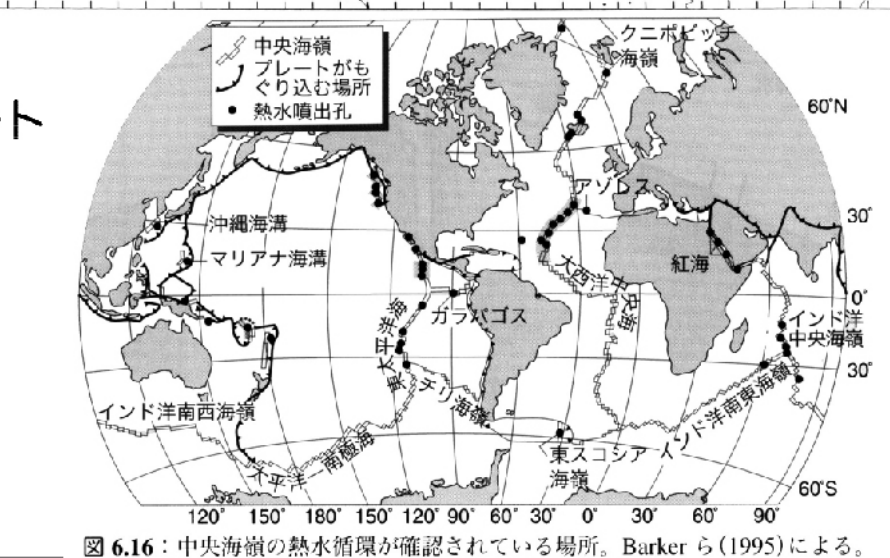 ート
中央海嶺
プレートがも
ぐり込む場所
熱水噴出孔
クニポビッチ
海嶺
60°N
アゾレス
沖縄海溝
30°
マリアナ海溝
紅海
大西洋中央海
0°
ガラパゴス
インド洋
中央海嶺
東太平洋海
30°
チリ海嶺
インド洋南西海嶺
インド洋南東海嶺
太平洋—南極海
東スコシア
海嶺
60°S
120° 150° 180° 150° 120° 90° 60° 30° 0° 30° 60° 90°
図 6.16：中央海嶺の熱水循環が確認されている場所。Barker ら(1995)による。